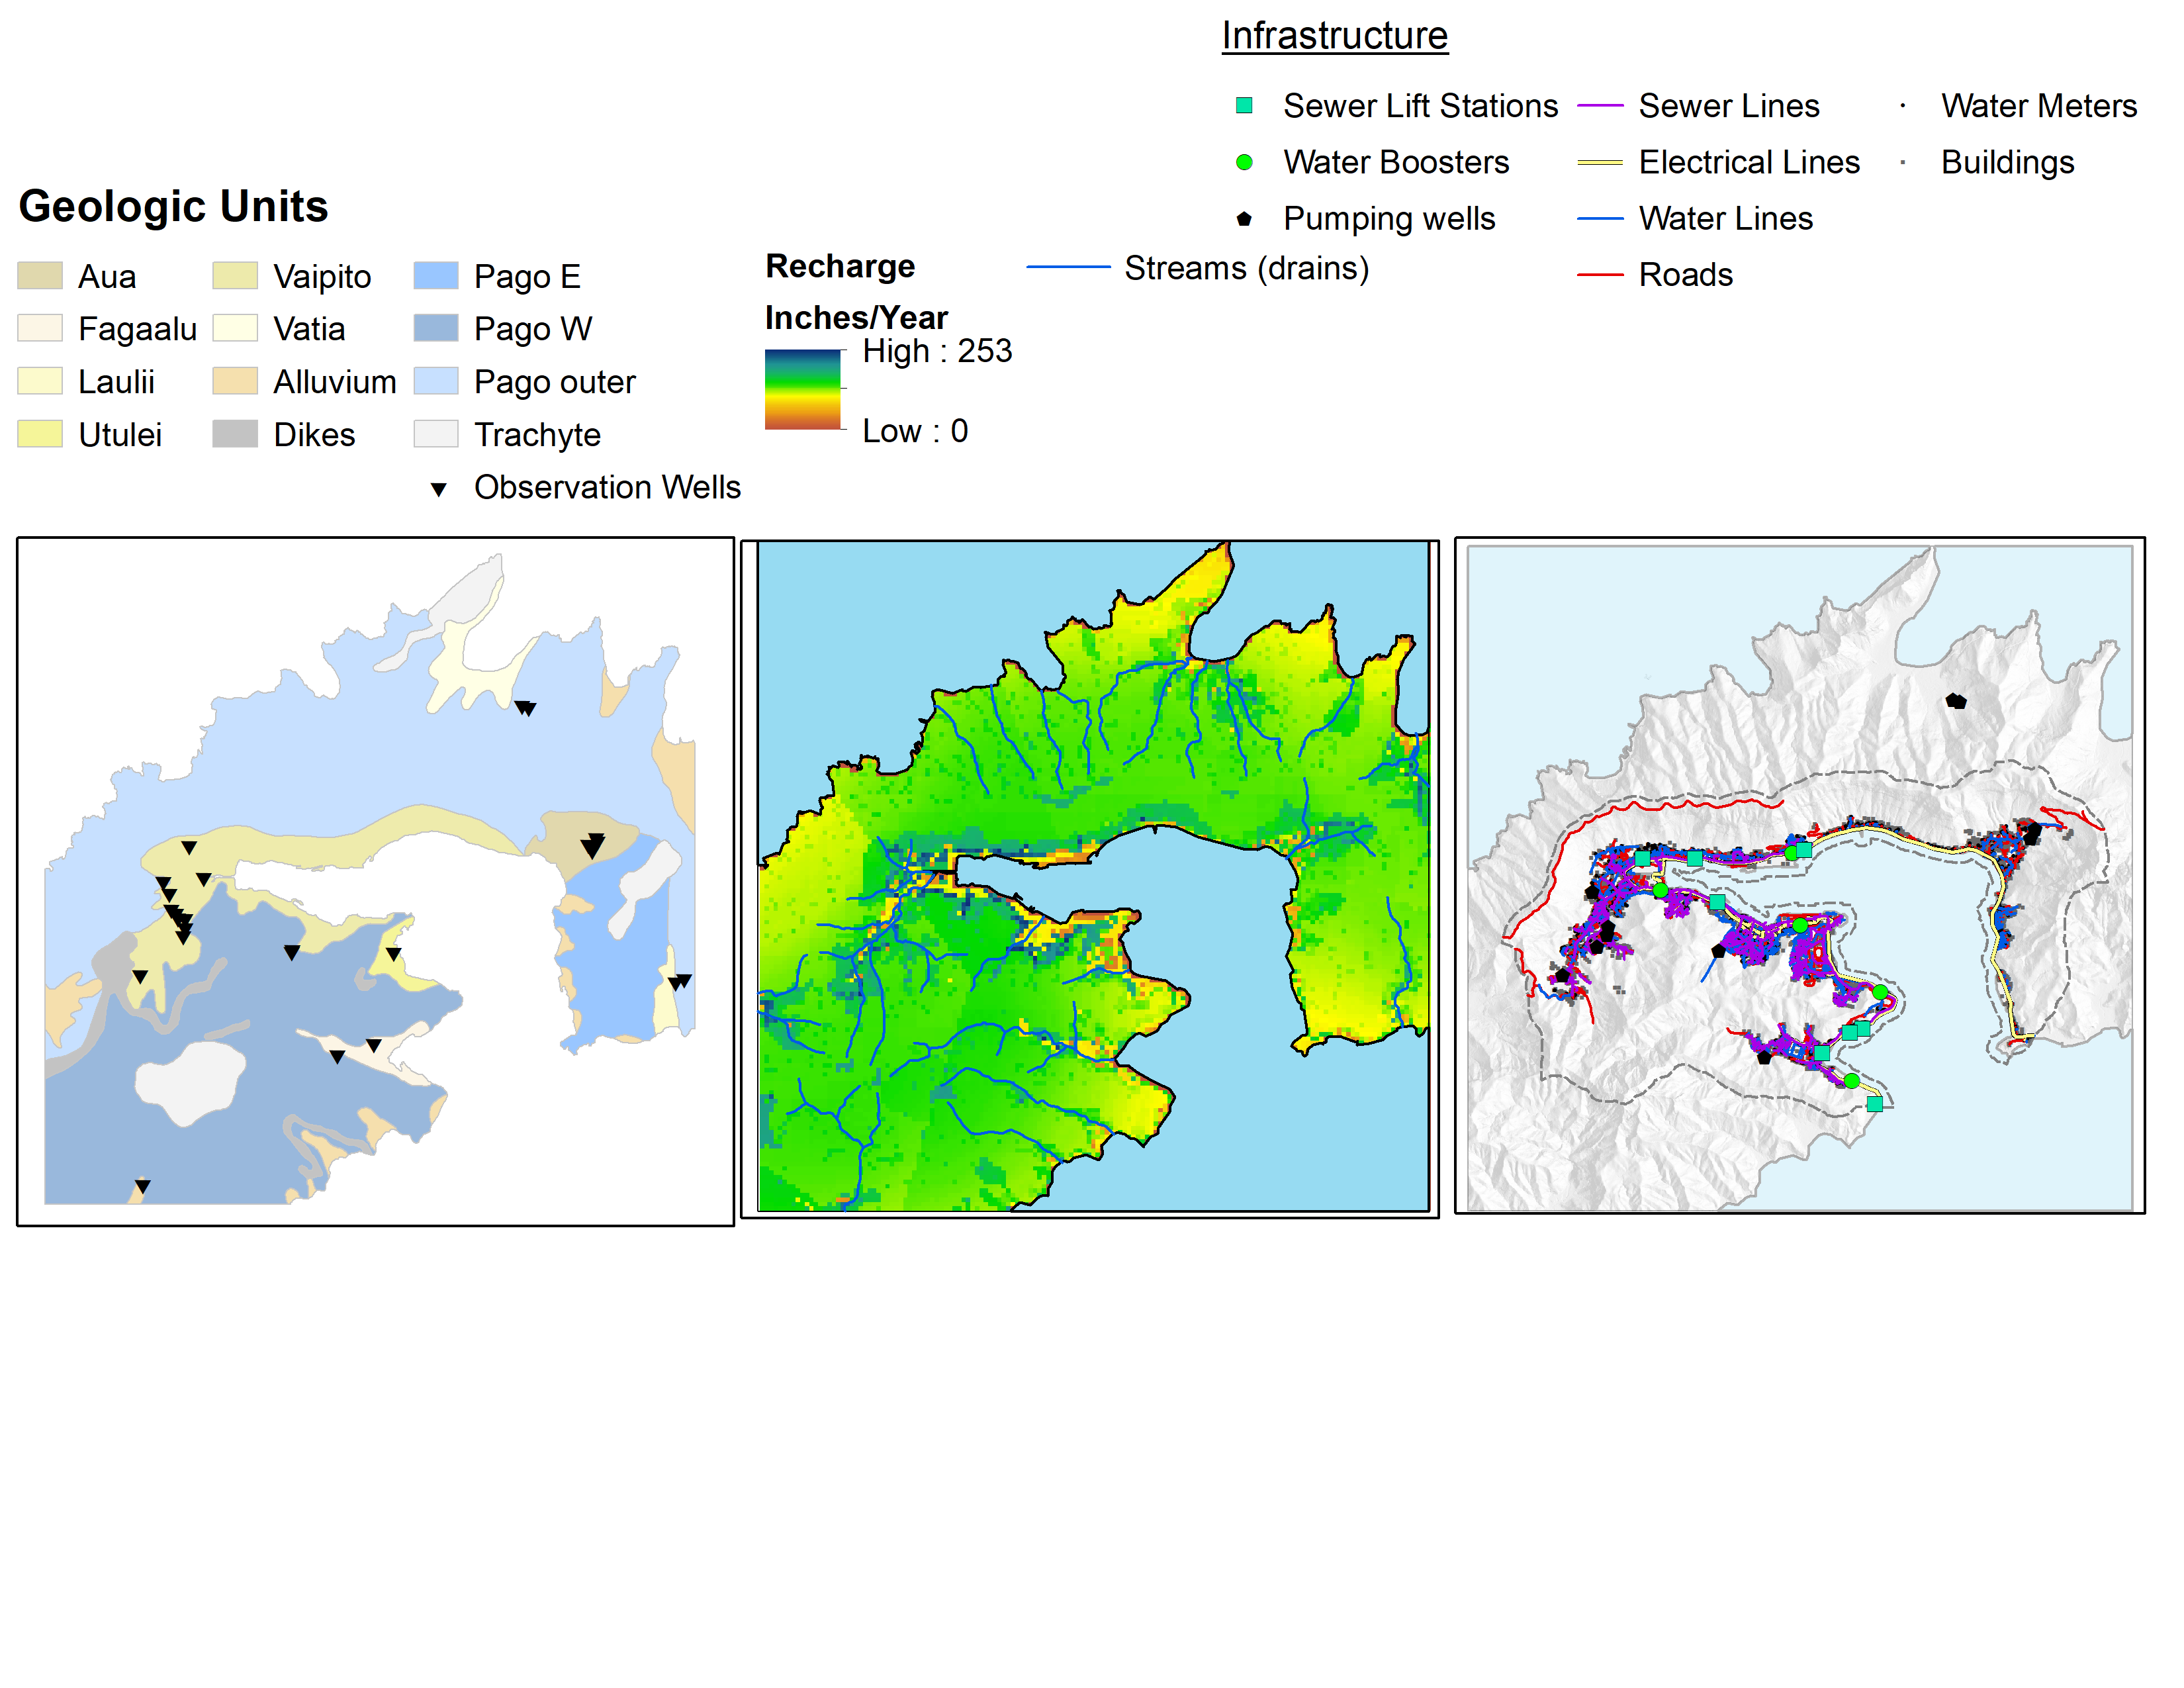 Infrastructure
Sewer Lift Stations
Sewer Lines
Water Meters
Water Boosters
Electrical Lines
Buildings
Pumping wells
Water Lines
Roads
Geologic Units
Aua
Vaipito
Pago E
Fagaalu
Vatia
Pago W
Laulii
Alluvium
Pago outer
Utulei
Dikes
Trachyte
Observation Wells
Recharge
Inches/Year
High : 253
Low : 0
Streams (drains)